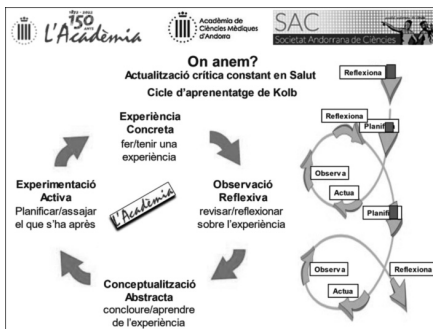 1872 - 2022
150
ANYS
L'Acadèmia
Acadèmia de
Ciències Mèdiques
d'Andorra
SAC
Societat Andorrana de Ciències
On anem?
Actualització crítica constant en Salut
Cicle d'aprenentatge de Kolb
Experiència
Concreta
fer/tenir una
experiència
Experimentació
Activa
Planificar/assajar
el que s'ha après
L'Acadèmia
Observació
Reflexiva
revisar/reflexionar
sobre l'experiència
Conceptualització
Abstracta
concloure/aprendre
de l'experiència
Reflexiona
Reflexiona
Planific
Observa
Actua
Planific
Observa
Reflexiona
Actua